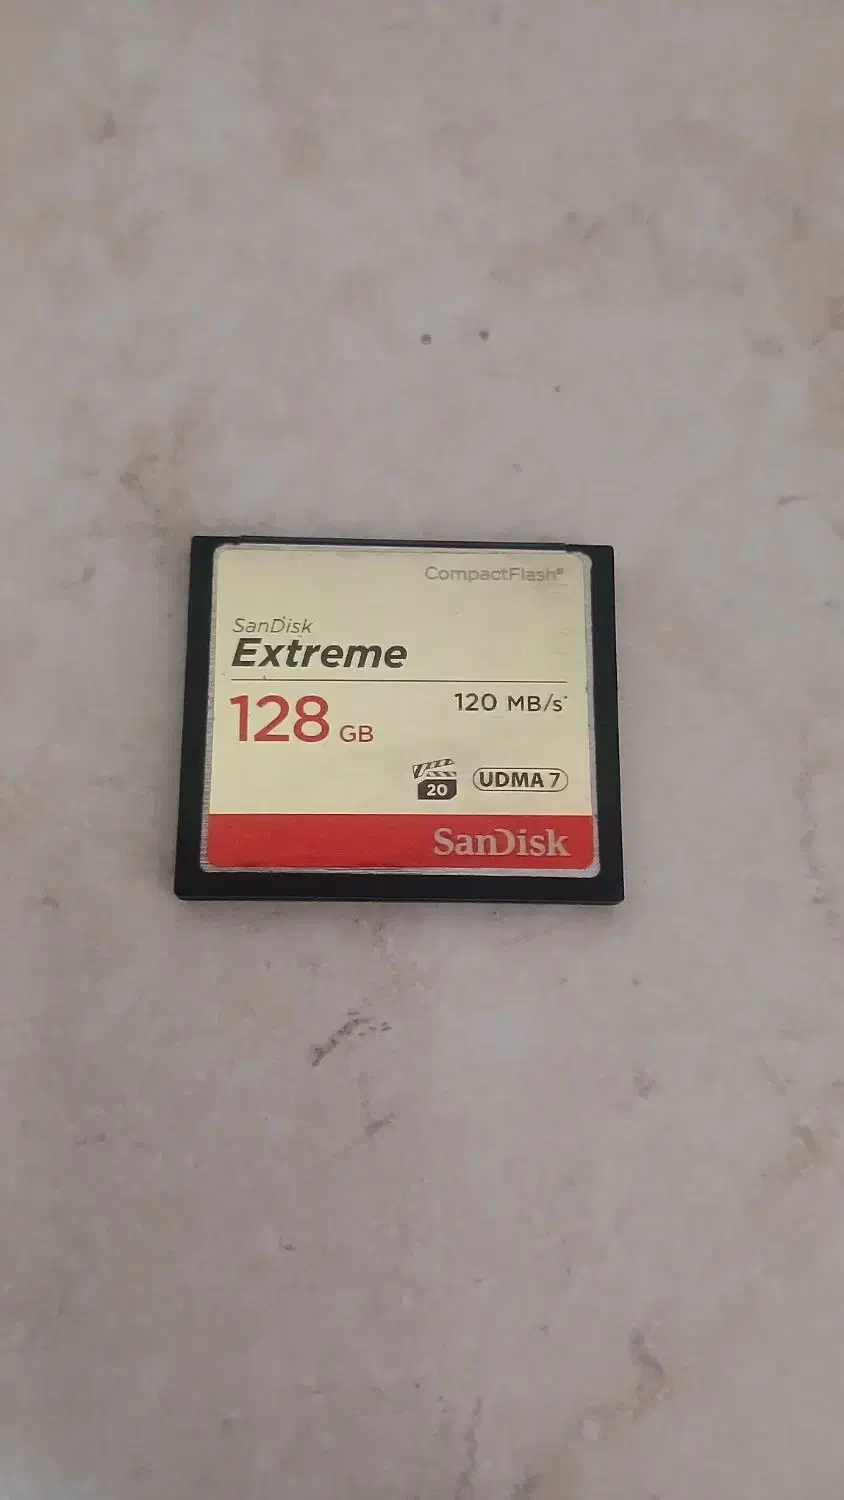 CompactFlash®
SanDisk
Extreme
128 GB
120 MB/s*
20
UDMA 7
SanDisk